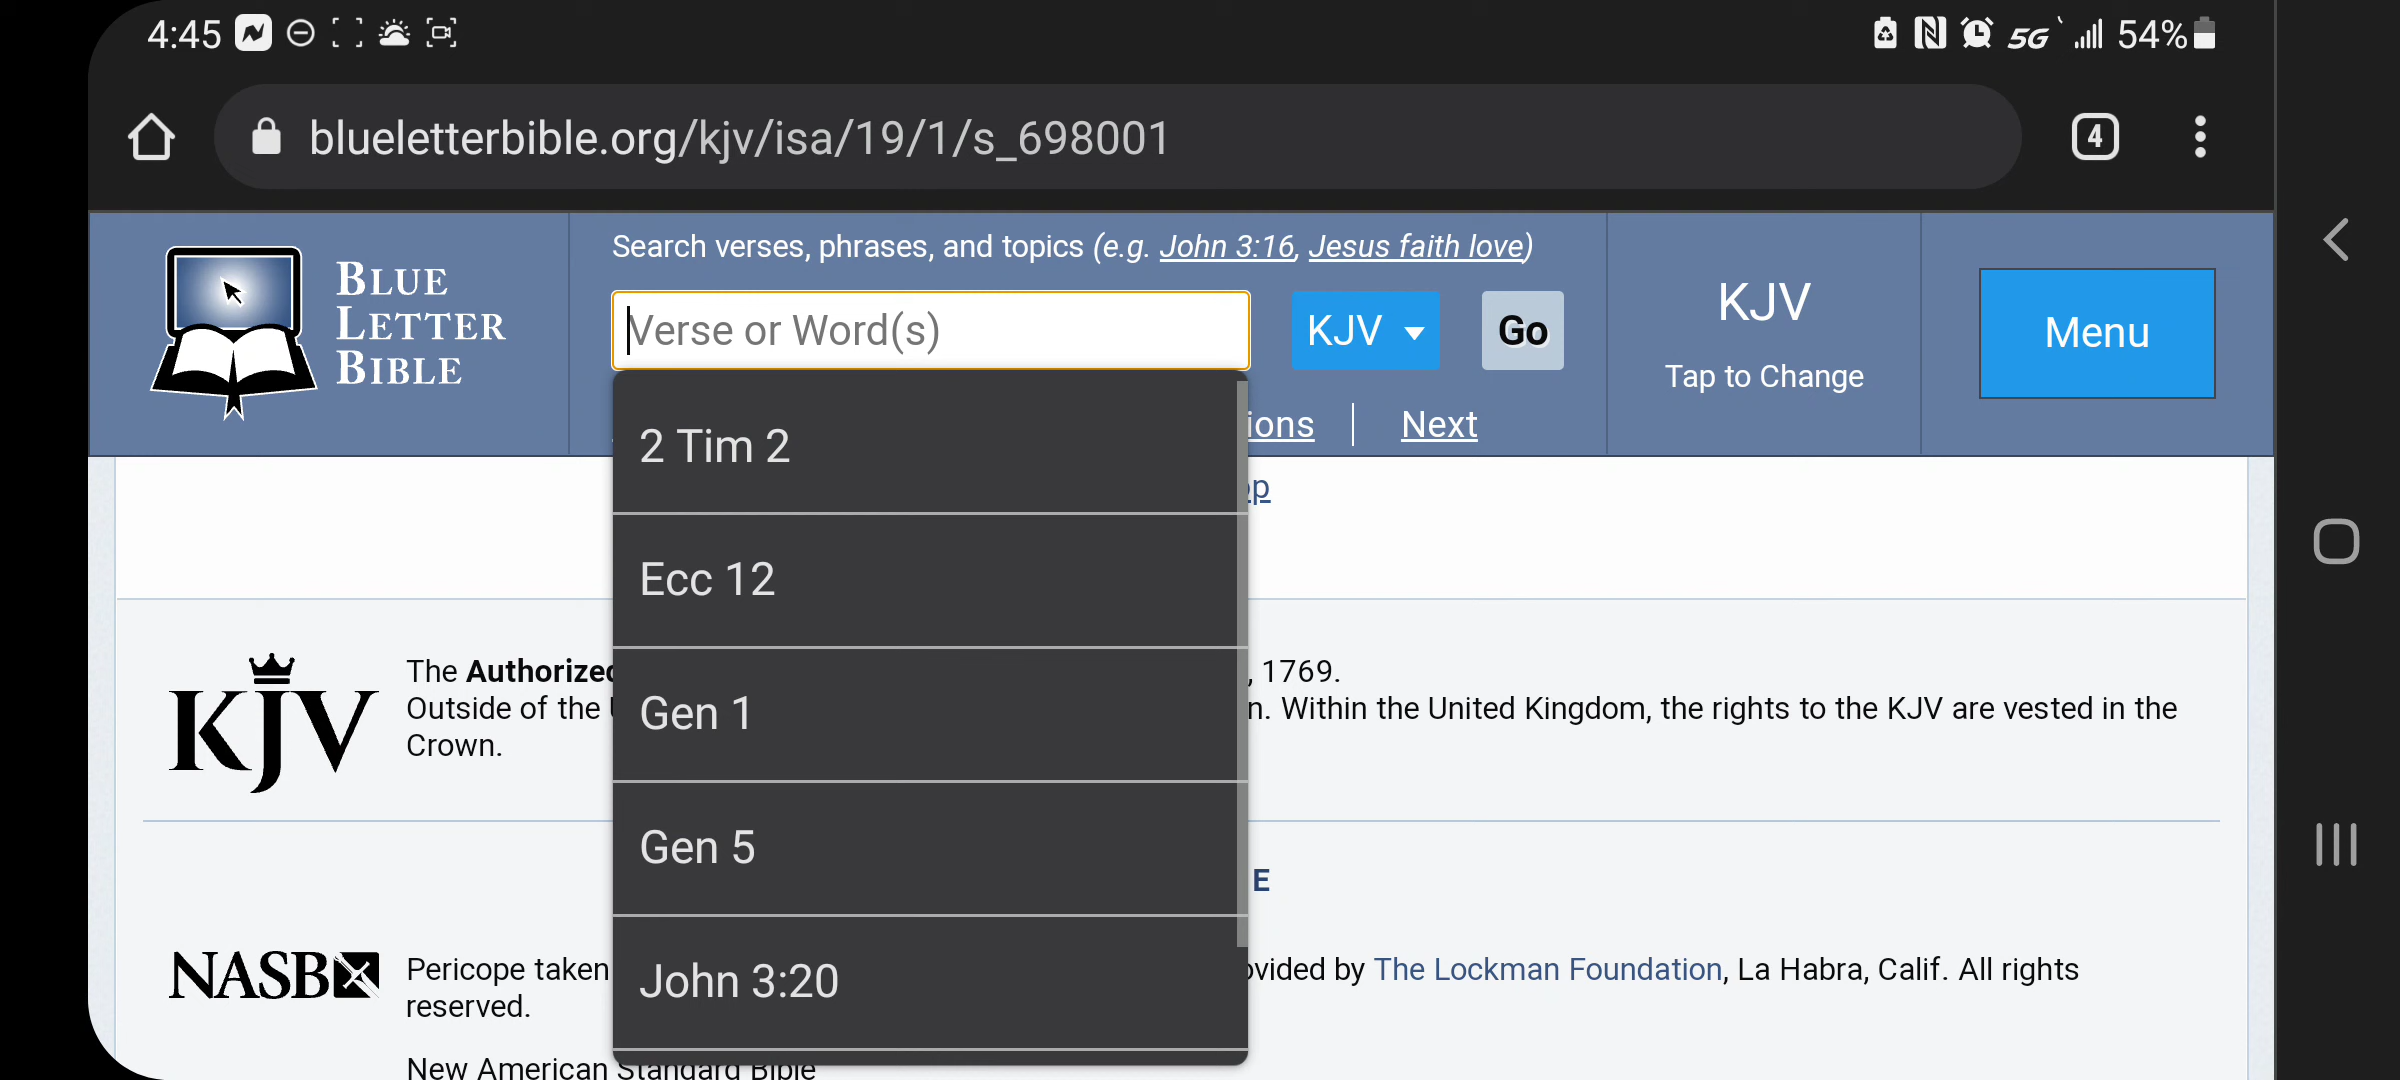 4:45
5G 54%
blueletterbible.org/kjv/isa/19/1/s_698001
4
BLUE
LETTER
BIBLE
Search verses, phrases, and topics (e.g. John 3:16, Jesus faith love)
Verse or Word(s)
KJV
Go
KJV
Tap to Change
Menu
Next
2 Tim 2
Ecc 12
Gen 1
Gen 5
John 3:20
KJV
The Authorized
, 1769.
Outside of the
n. Within the United Kingdom, the rights to the KJV are vested in the
Crown.
E
NASB
Pericope taken
ovided by The Lockman Foundation, La Habra, Calif. All rights
reserved.
New American Standard Bible